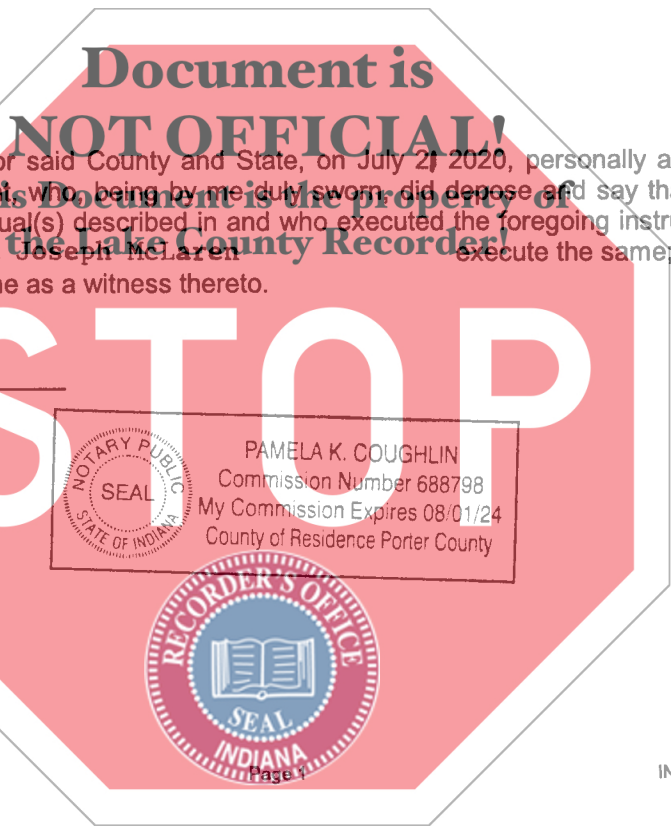 Document is
NOT OFFICIAL!
or said County and State, on July 2 2020, personally a
This Document is the property of
who, being by me duly sworn, did depose and say tha
ual(s) described in and who executed the foregoing instru
the Lake County Recorder!
Joseph McLaren execute the same;
ne as a witness thereto.
STOP
NOTARY PUBLIC
SEAL
STATE OF INDIANA
PAMELA K. COUGHLIN
Commission Number 688798
My Commission Expires 08/01/24
County of Residence Porter County
RECORDER'S OFFICE
SEAL
INDIANA
Page 1
IN